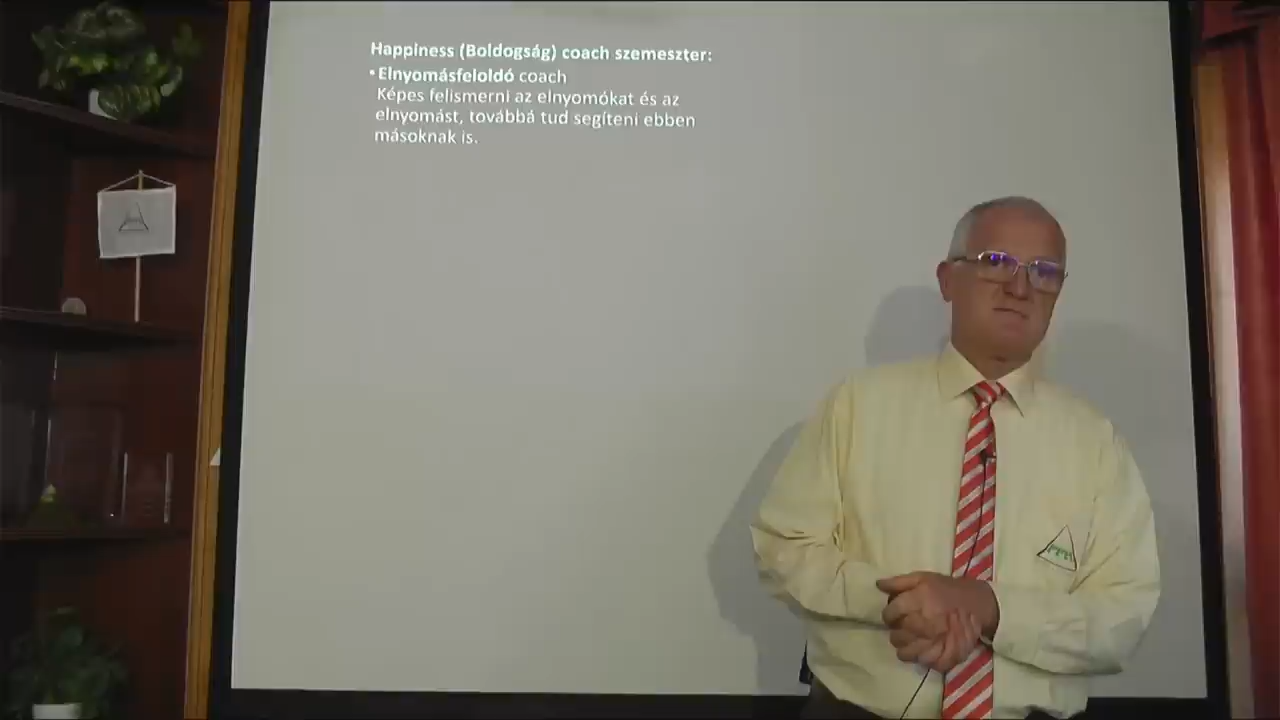 Happiness (Boldogság) coach szemeszter:
• Elnyomásfeloldó coach
Képes felismerni az elnyomókat és az
elnyomást, továbbá tud segíteni ebben
másoknak is.